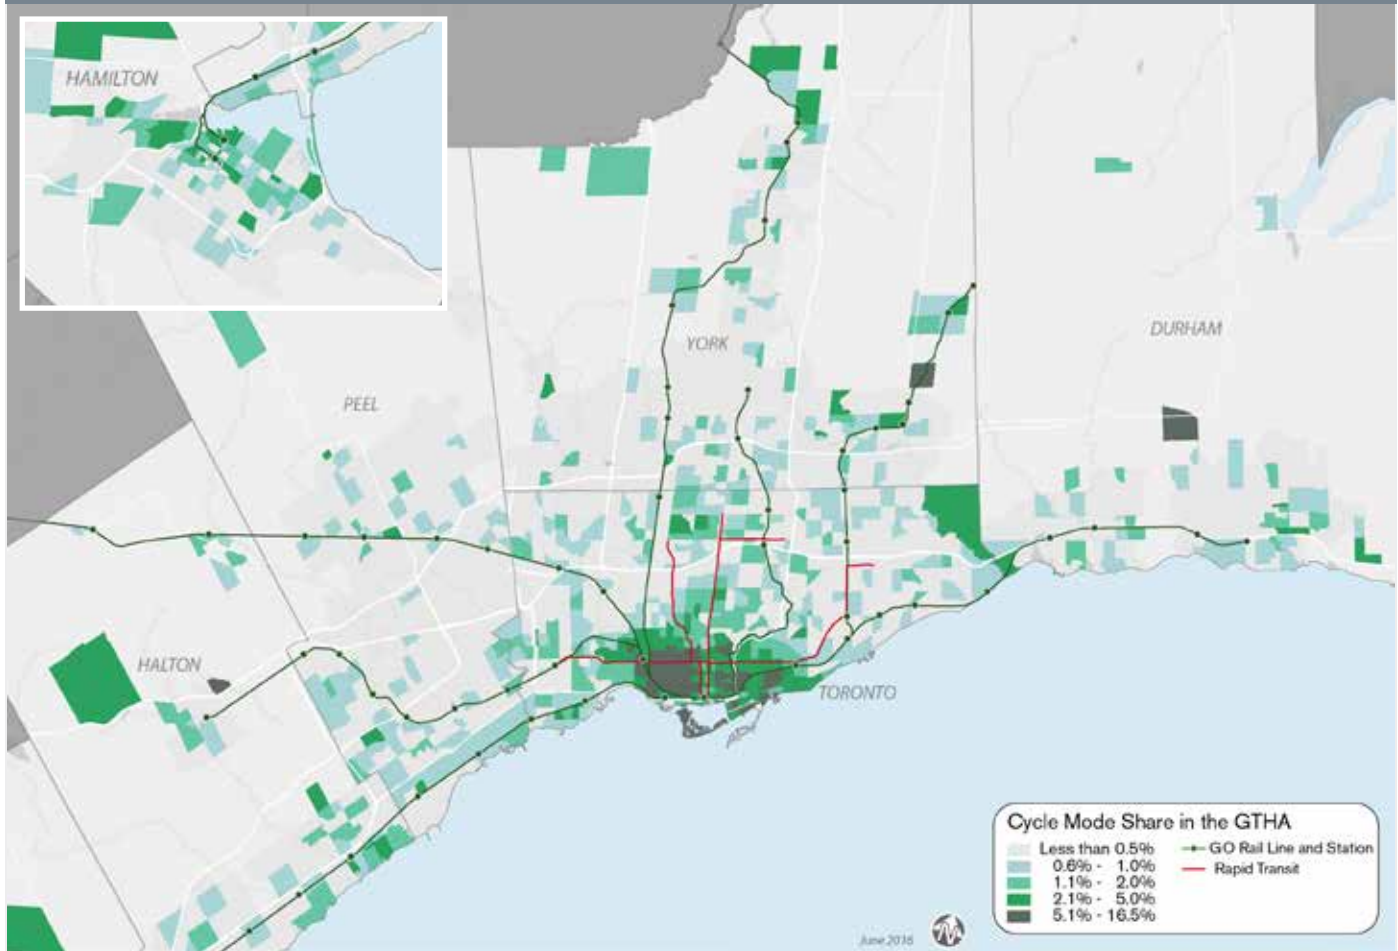 HAMILTON
YORK
DURHAM
PEEL
HALTON
TORONTO
Cycle Mode Share in the GTHA
Less than 0.5%
0.6% - 1.0%
1.1% - 2.0%
2.1% - 5.0%
5.1% - 16.5%
GO Rail Line and Station
Rapid Transit
June 2016